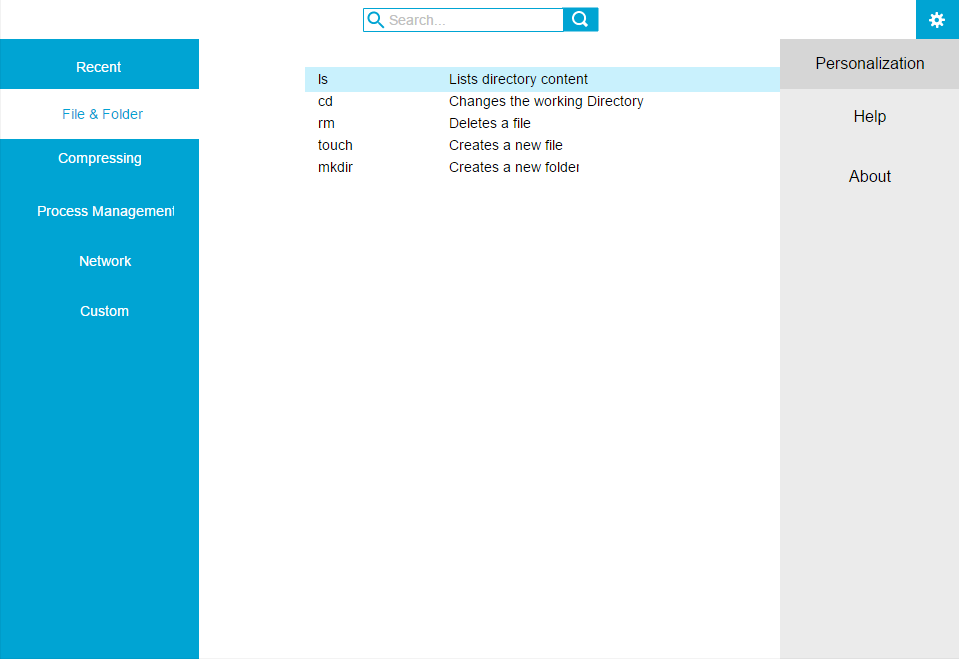 Search...
Recent
File & Folder
Compressing
Process Management
Network
Custom
ls Lists directory content
cd Changes the working Directory
rm Deletes a file
touch Creates a new file
mkdir Creates a new folder
Personalization
Help
About